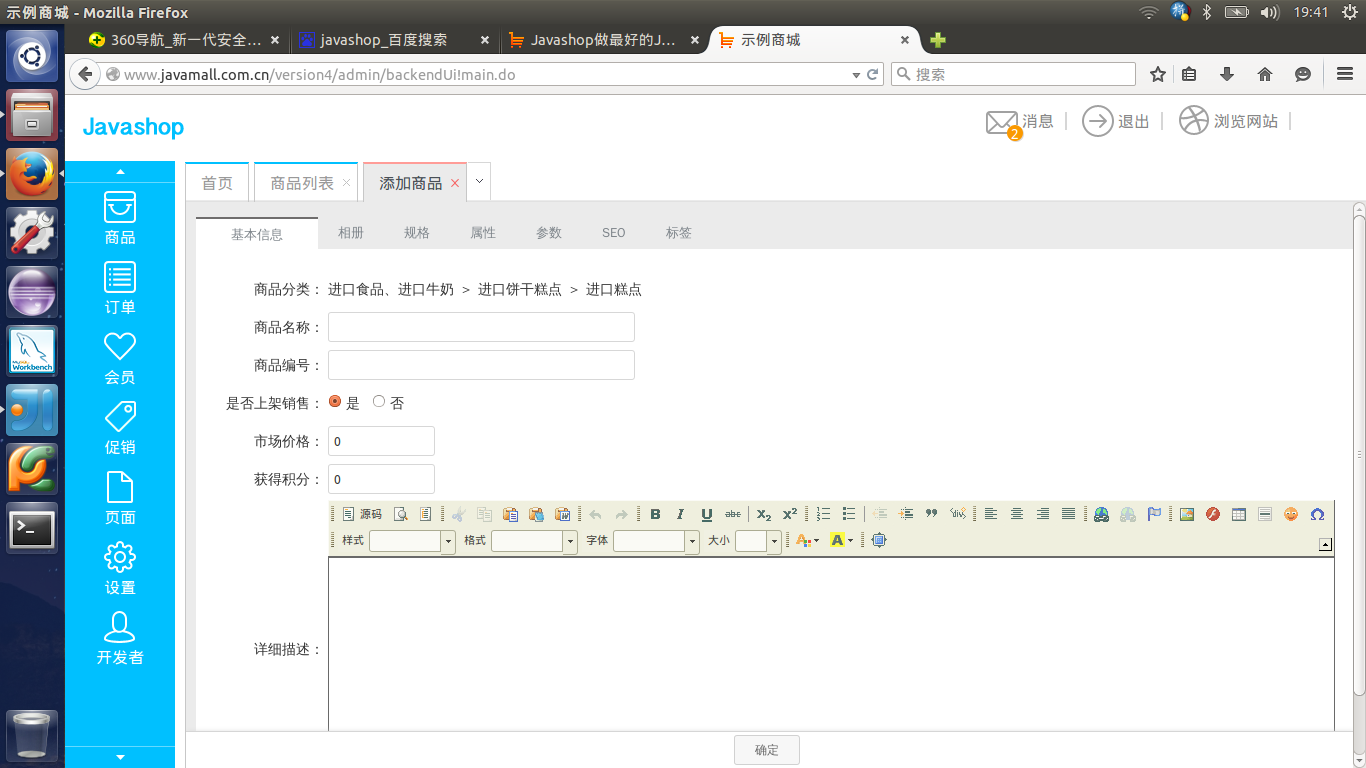 示例商城 - Mozilla Firefox
19:41
360导航_新一代安全...
javashop_百度搜索
Javashop做最好的J...
示例商城
www.javamall.com.cn/version4/admin/backendUi!main.do
搜索
Javashop
2
消息
退出
浏览网站
首页
商品列表
添加商品
商品
订单
会员
促销
页面
设置
开发者
基本信息 相册 规格 属性 参数 SEO 标签
商品分类： 进口食品、进口牛奶 > 进口饼干糕点 > 进口糕点
商品名称：
商品编号：
是否上架销售： 是 否
市场价格： 0
获得积分： 0
源码
B I U abc X₂ X²
样式 格式 字体 大小
详细描述：
确定
Workbench